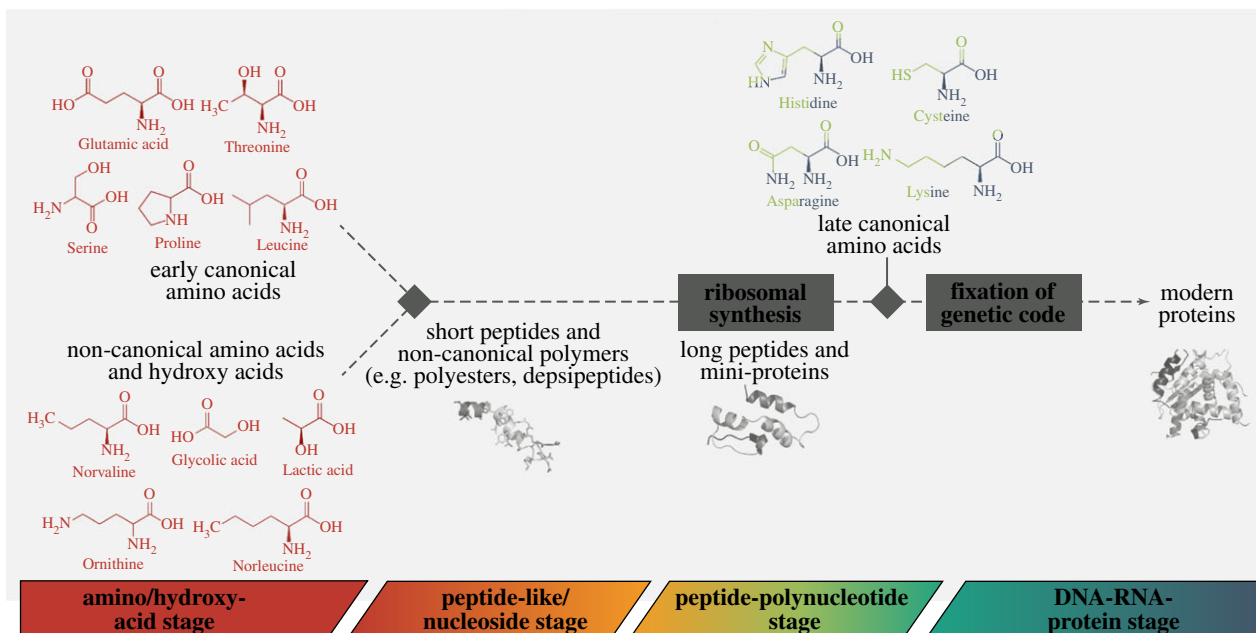 O
O
HO
OH
NH2
Glutamic acid
OH
O
H3C
OH
NH2
Threonine
OH
H2N
OH
O
Serine
O
OH
NH
Proline
O
OH
NH2
Leucine
early canonical
amino acids
non-canonical amino acids
and hydroxy acids
H3C
O
OH
NH2
Norvaline
O
HO
OH
Glycolic acid
O
OH
OH
Lactic acid
H2N
O
OH
NH2
Ornithine
H3C
O
OH
NH2
Norleucine
short peptides and
non-canonical polymers
(e.g. polyesters, depsipeptides)
ribosomal
synthesis
long peptides and
mini-proteins
N
HN
O
OH
NH2
Histidine
HS
O
OH
NH2
Cysteine
O
NH2
O
OH
NH2
Asparagine
H2N
O
OH
NH2
Lysine
late canonical
amino acids
fixation of
genetic code
modern
proteins
amino/hydroxy-
acid stage
peptide-like/
nucleoside stage
peptide-polynucleotide
stage
DNA-RNA-
protein stage